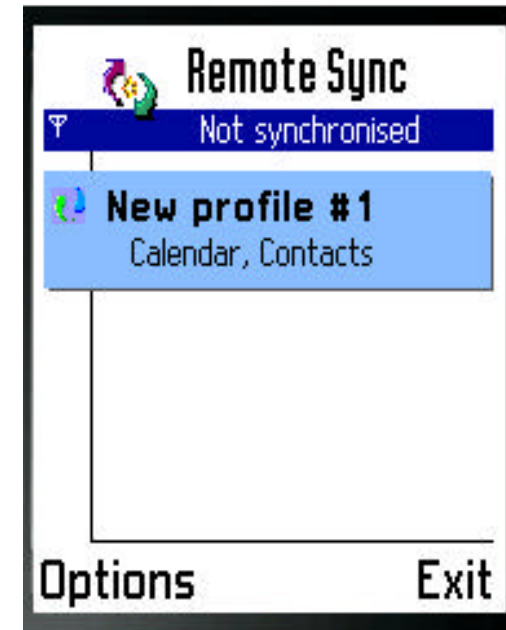 Remote Sync
Not synchronised
New profile #1
Calendar, Contacts
Options Exit